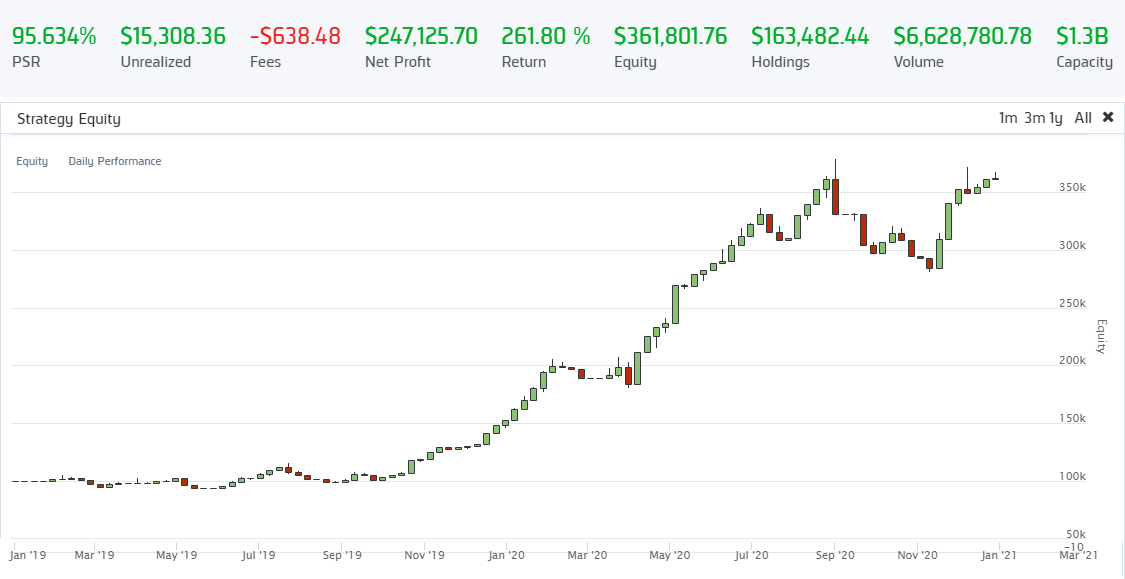 95.634% $15,308.36 -$638.48 $247,125.70 261.80 % $361,801.76 $163,482.44 $6,628,780.78 $1.3B
PSR Unrealized Fees Net Profit Return Equity Holdings Volume Capacity
Strategy Equity 1m 3m 1y All ✖
Equity Daily Performance
350k
300k
250k
Equity
200k
150k
100k
50k
-10
Jan '19 Mar '19 May '19 Jul '19 Sep '19 Nov '19 Jan '20 Mar '20 May '20 Jul '20 Sep '20 Nov '20 Jan '21 Mar '21